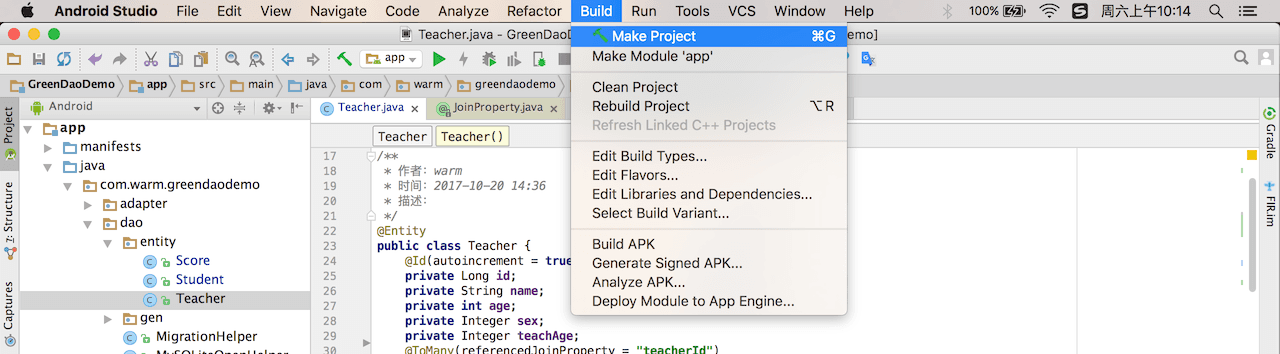 Android Studio File Edit View Navigate Code Analyze Refactor Build Run Tools VCS Window Help 100% S 周六上午10:14
Teacher.java - GreenDaoD emo]
app
GreenDaoDemo app src main java com warm greendaodemo
Android
Teacher.java JoinProperty.java
Teacher Teacher()
Make Project ⌘G
Make Module 'app'
Clean Project
Rebuild Project ⌥R
Refresh Linked C++ Projects
Edit Build Types...
Edit Flavors...
Edit Libraries and Dependencies...
Select Build Variant...
Build APK
Generate Signed APK...
Analyze APK...
Deploy Module to App Engine...
Project
7: Structure
Captures
app
manifests
java
com.warm.greendaodemo
adapter
dao
entity
Score
Student
Teacher
gen
MigrationHelper
MySQLiteOpenHelper
17 /**
18 * 作者：warm
19 * 时间：2017-10-20 14:36
20 * 描述：
21 */
22 @Entity
23 public class Teacher {
24 @Id(autoincrement = true
25 private Long id;
26 private String name;
27 private int age;
28 private Integer sex;
29 private Integer teachAge;
30 @ToMany(referencedJoinProperty = "teacherId")
Gradle
FIR.im